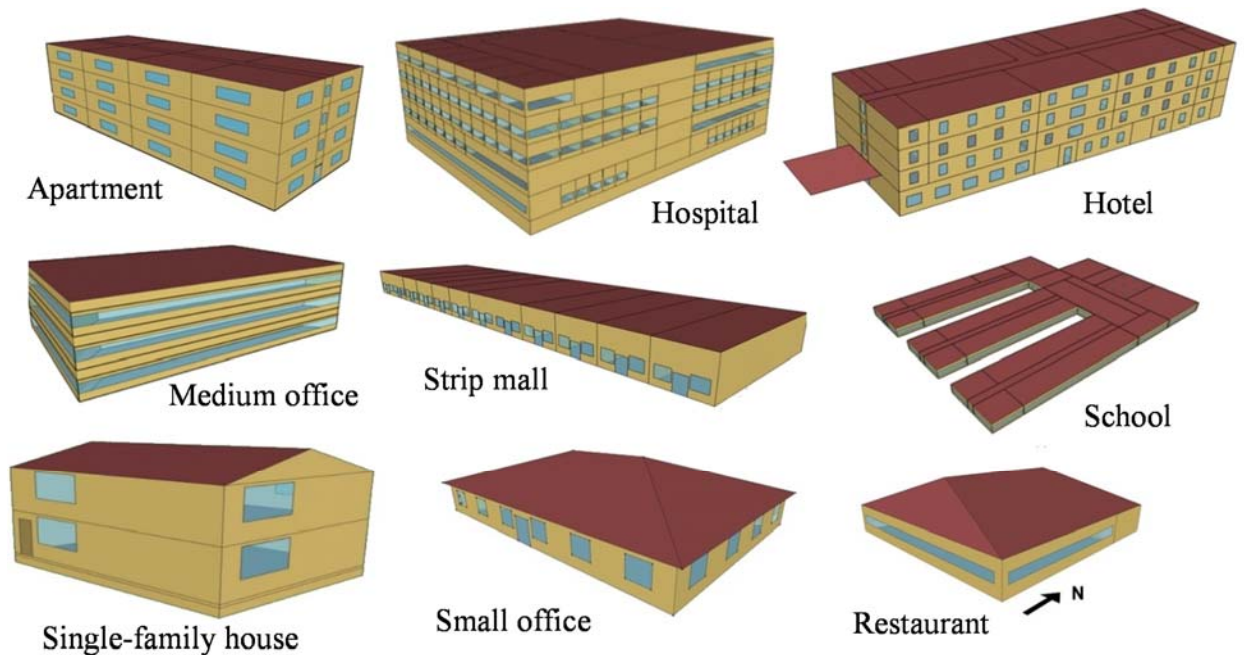 Apartment
Hospital
Hotel
Medium office
Strip mall
School
Single-family house
Small office
Restaurant
N